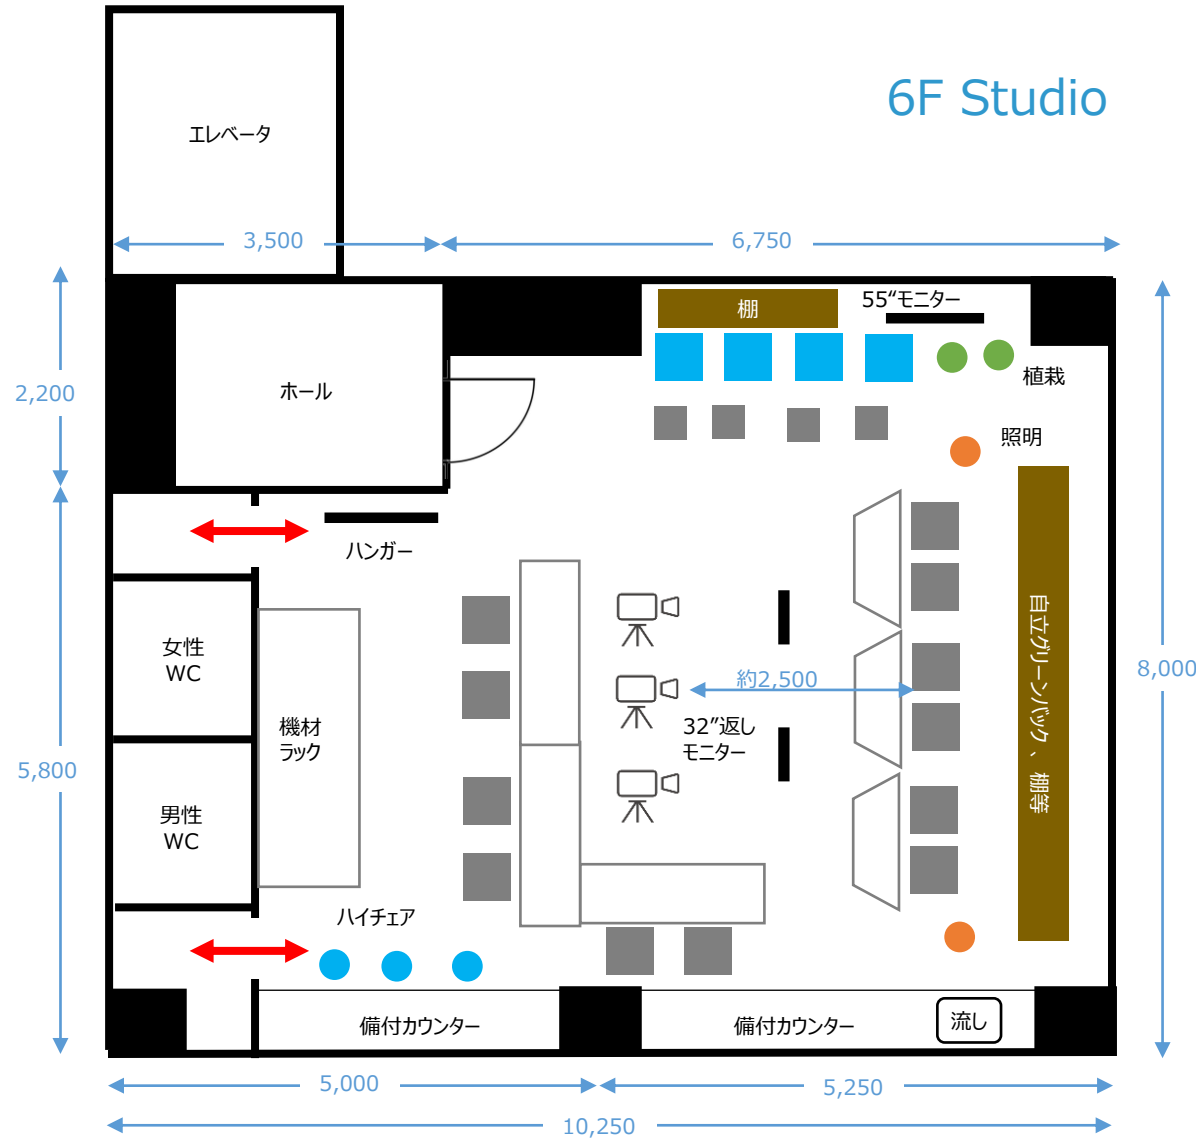 6F Studio
エレベータ
3,500
6,750
棚
55“モニター
植栽
2,200
ホール
照明
ハンガー
自立グリーンバック 、 棚等
女性
WC
約2,500
8,000
機材
ラック
32”返し
モニター
5,800
男性
WC
ハイチェア
備付カウンター
備付カウンター
流し
5,000
5,250
10,250